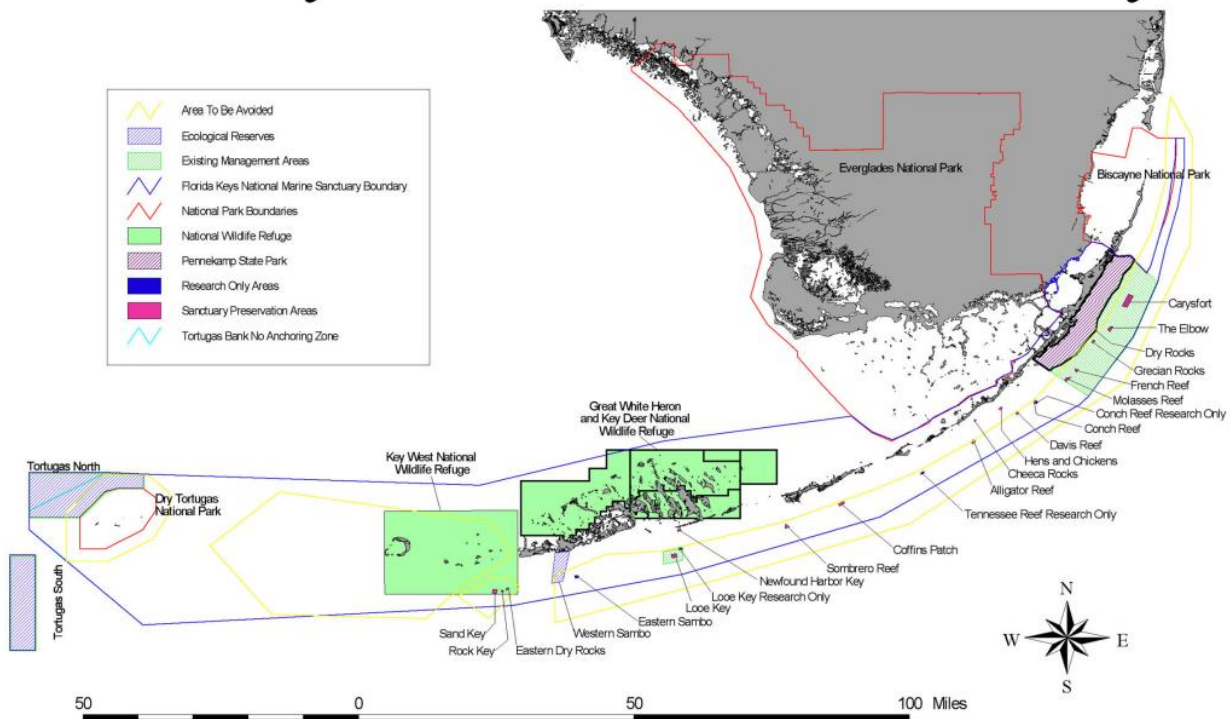 Area To Be Avoided
Ecological Reserves
Existing Management Areas
Florida Keys National Marine Sanctuary Boundary
National Park Boundaries
National Wildlife Refuge
Pennekamp State Park
Research Only Areas
Sanctuary Preservation Areas
Tortugas Bank No Anchoring Zone
Everglades National Park
Biscayne National Park
Carysfort
The Elbow
Dry Rocks
Grecian Rocks
French Reef
Molasses Reef
Conch Reef Research Only
Conch Reef
Davis Reef
Hens and Chickens
Cheeca Rocks
Alligator Reef
Tennessee Reef Research Only
Coffins Patch
Sombrero Reef
Newfound Harbor Key
Looe Key Research Only
Looe Key
Eastern Sambo
Western Sambo
Eastern Dry Rocks
Rock Key
Sand Key
Great White Heron
and Key Deer National
Wildlife Refuge
Key West National
Wildlife Refuge
Tortugas North
Dry Tortugas
National Park
Tortugas South
N
W E
S
50 0 50 100 Miles